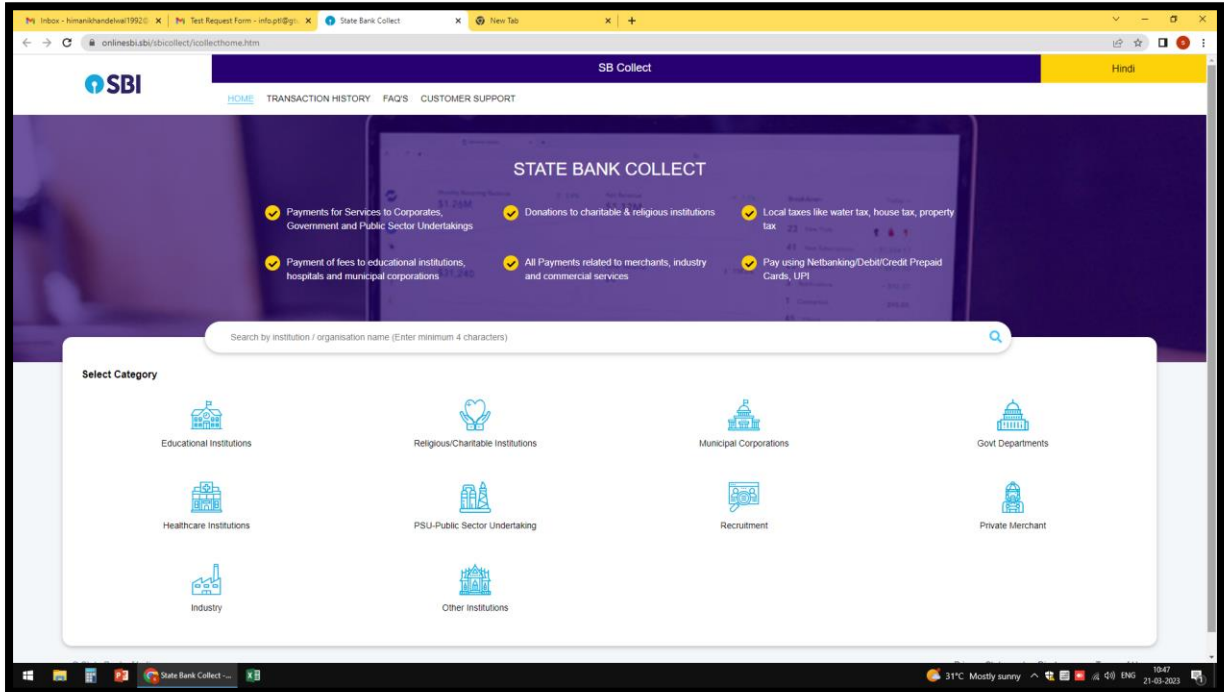 Inbox - himanikhandelwal1992@
Test Request Form - info.ptl@gtu
State Bank Collect
New Tab
onlinesbi.sbi/sbicollect/icollecthome.htm
SBI
SB Collect
Hindi
HOME TRANSACTION HISTORY FAQ'S CUSTOMER SUPPORT
STATE BANK COLLECT
Payments for Services to Corporates,
Government and Public Sector Undertakings
Donations to charitable & religious institutions
Local taxes like water tax, house tax, property
tax
Payment of fees to educational institutions,
hospitals and municipal corporations
All Payments related to merchants, industry
and commercial services
Pay using Netbanking/Debit/Credit Prepaid
Cards, UPI
Search by institution / organisation name (Enter minimum 4 characters)
Select Category
Educational Institutions
Religious/Charitable Institutions
Municipal Corporations
Govt Departments
Healthcare Institutions
PSU-Public Sector Undertaking
Recruitment
Private Merchant
Industry
Other Institutions
State Bank Collect -...
31°C Mostly sunny
ENG
10:47
21-03-2023